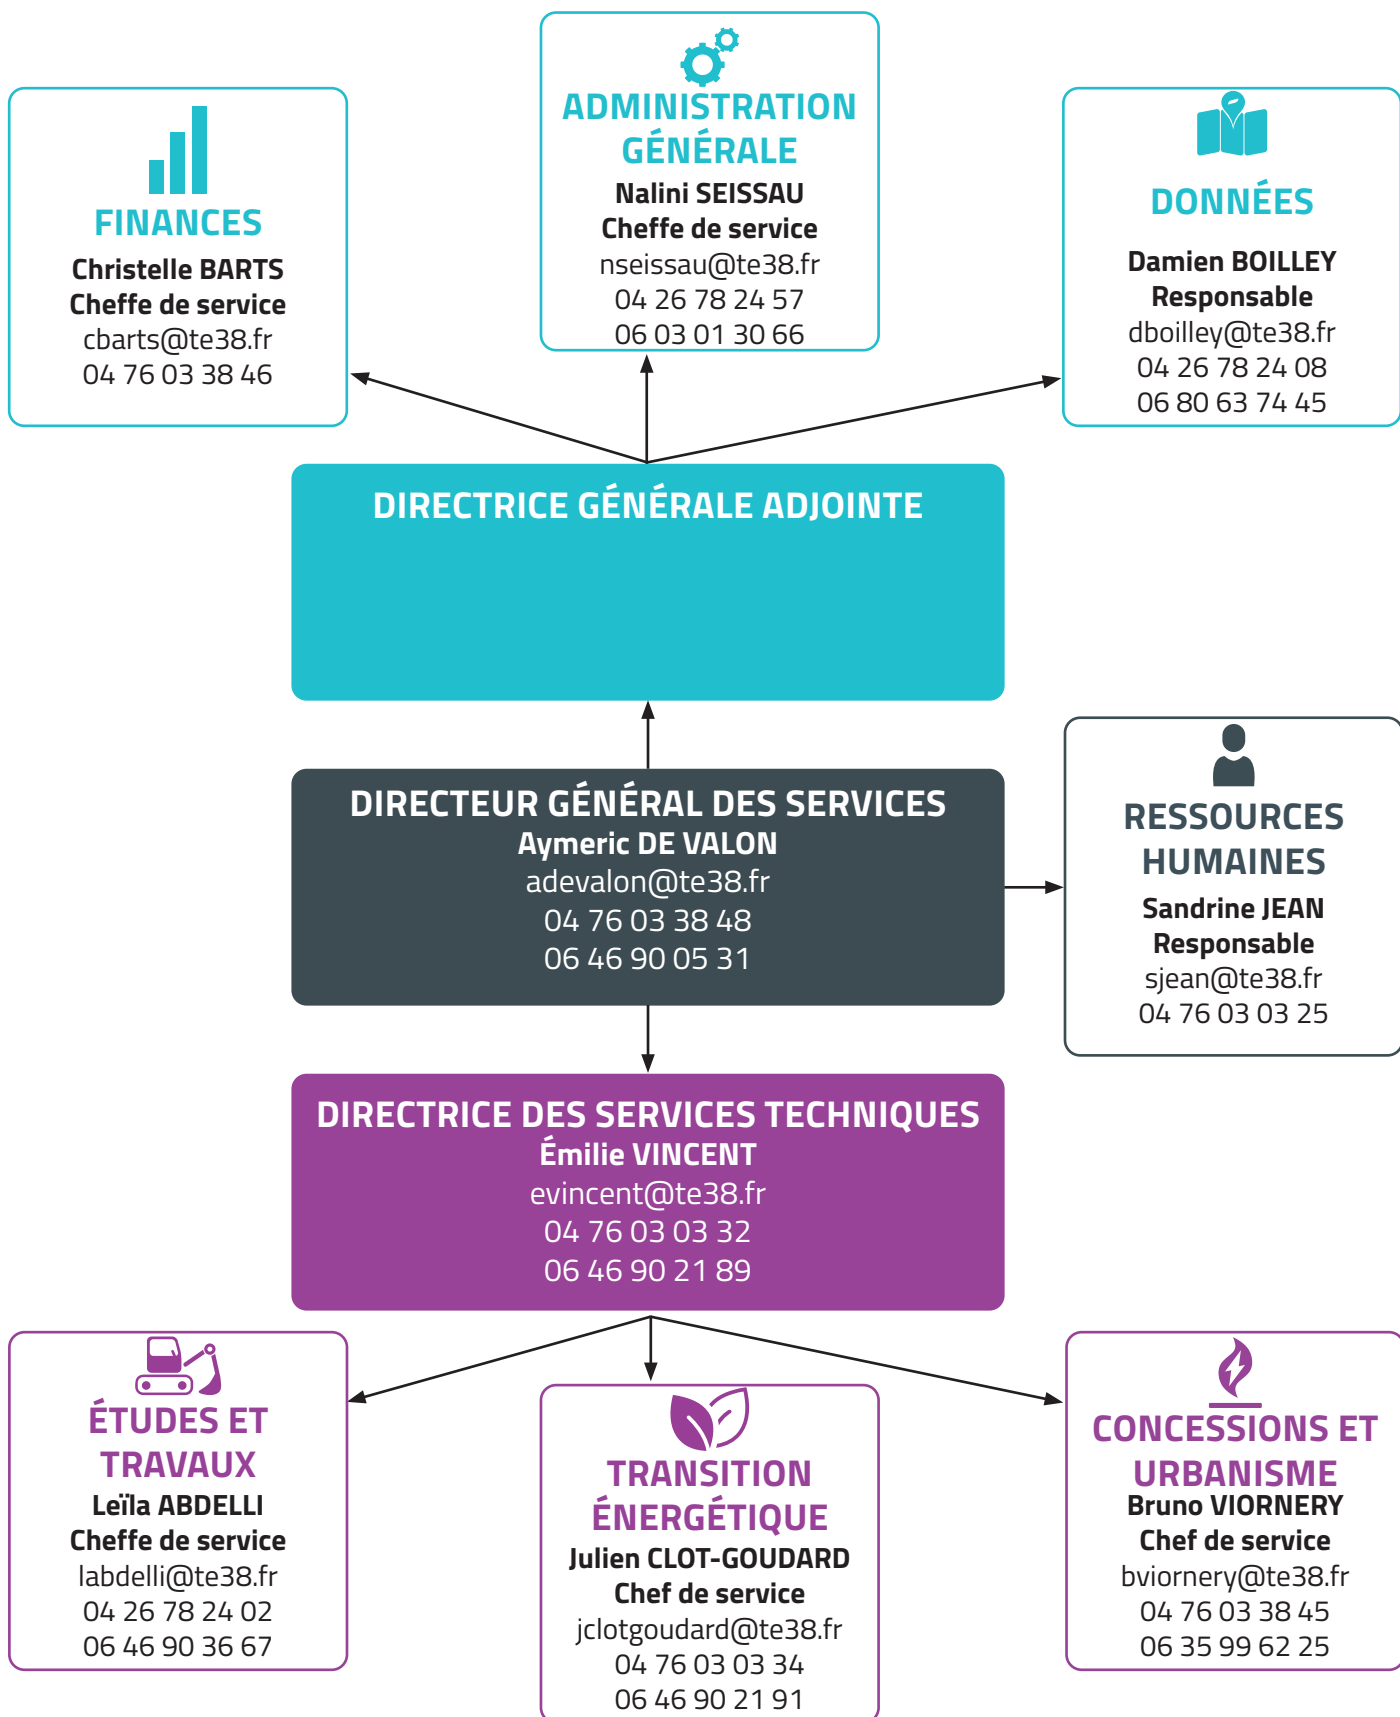 ADMINISTRATION
GÉNÉRALE
Nalini SEISSAU
Cheffe de service
nseissau@te38.fr
04 26 78 24 57
06 03 01 30 66
FINANCES
Christelle BARTS
Cheffe de service
cbarts@te38.fr
04 76 03 38 46
DONNÉES
Damien BOILLEY
Responsable
dboilley@te38.fr
04 26 78 24 08
06 80 63 74 45
DIRECTRICE GÉNÉRALE ADJOINTE
DIRECTEUR GÉNÉRAL DES SERVICES
Aymeric DE VALON
adevalon@te38.fr
04 76 03 38 48
06 46 90 05 31
RESSOURCES
HUMAINES
Sandrine JEAN
Responsable
sjean@te38.fr
04 76 03 03 25
DIRECTRICE DES SERVICES TECHNIQUES
Émilie VINCENT
evincent@te38.fr
04 76 03 03 32
06 46 90 21 89
ÉTUDES ET
TRAVAUX
Leïla ABDELLI
Cheffe de service
labdelli@te38.fr
04 26 78 24 02
06 46 90 36 67
TRANSITION
ÉNERGÉTIQUE
Julien CLOT-GOUDARD
Chef de service
jclotgoudard@te38.fr
04 76 03 03 34
06 46 90 21 91
CONCESSIONS ET
URBANISME
Bruno VIORNERY
Chef de service
bviornery@te38.fr
04 76 03 38 45
06 35 99 62 25